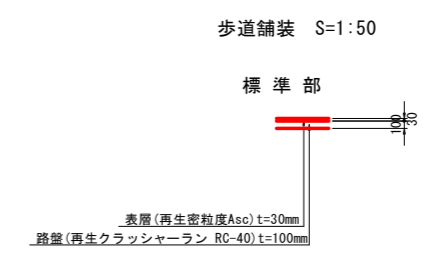 歩道舗装 S=1:50
標準部
100
30
表層(再生密粒度Asc)t=30mm
路盤(再生クラッシャーラン RC-40)t=100mm